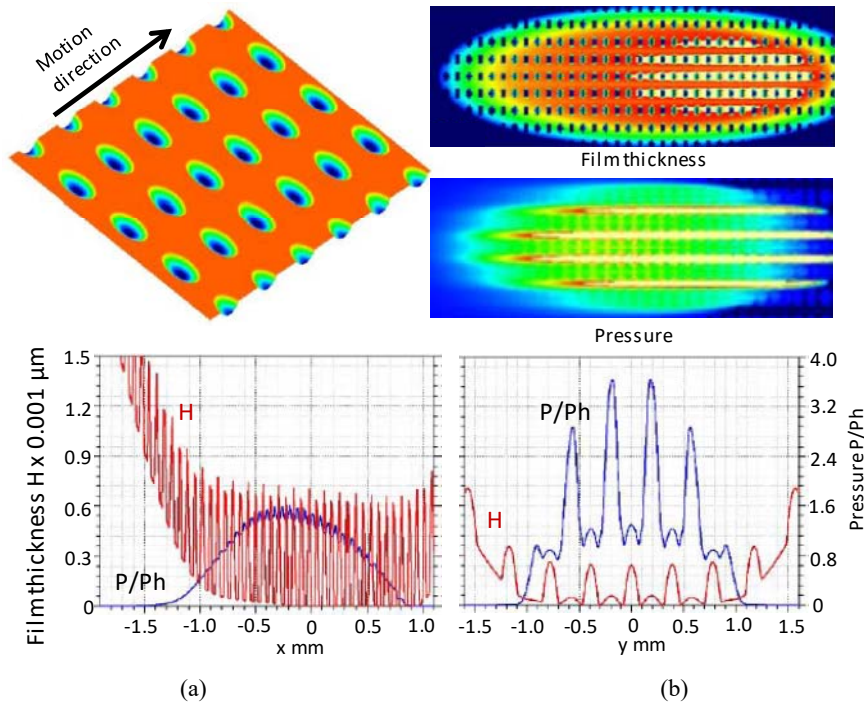 Motion
direction
Film thickness
Pressure
Film thickness H x 0.001 µm
1.5
1.2
0.9
0.6
0.3
0
H
P/Ph
-1.5 -1.0 -0.5 0 0.5 1.0
x mm
P/Ph
H
4.0
3.2
2.4
1.6
0.8
0
Pressure P/Ph
-1.5 -1.0 -0.5 0 0.5 1.0 1.5
y mm
(a) (b)